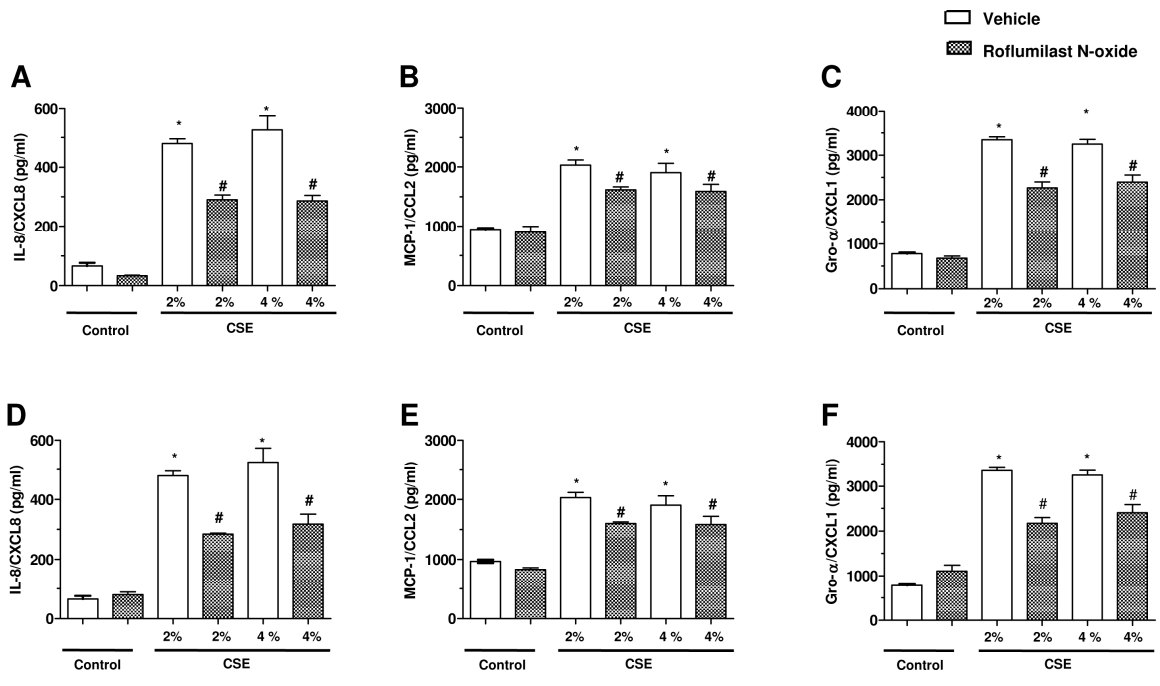 Vehicle
Roflumilast N-oxide
A
IL-8/CXCL8 (pg/ml)
600
400
200
0
*
#
*
#
2% 2% 4 % 4%
Control CSE
B
MCP-1/CCL2 (pg/ml)
3000
2000
1000
0
*
#
*
#
2% 2% 4 % 4%
Control CSE
C
Gro-α/CXCL1 (pg/ml)
4000
3000
2000
1000
0
*
#
*
#
2% 2% 4 % 4%
Control CSE
D
IL-8/CXCL8 (pg/ml)
600
400
200
0
*
#
*
#
2% 2% 4 % 4%
Control CSE
E
MCP-1/CCL2 (pg/ml)
3000
2000
1000
0
*
#
*
#
2% 2% 4 % 4%
Control CSE
F
Gro-α/CXCL1 (pg/ml)
4000
3000
2000
1000
0
*
#
*
#
2% 2% 4 % 4%
Control CSE